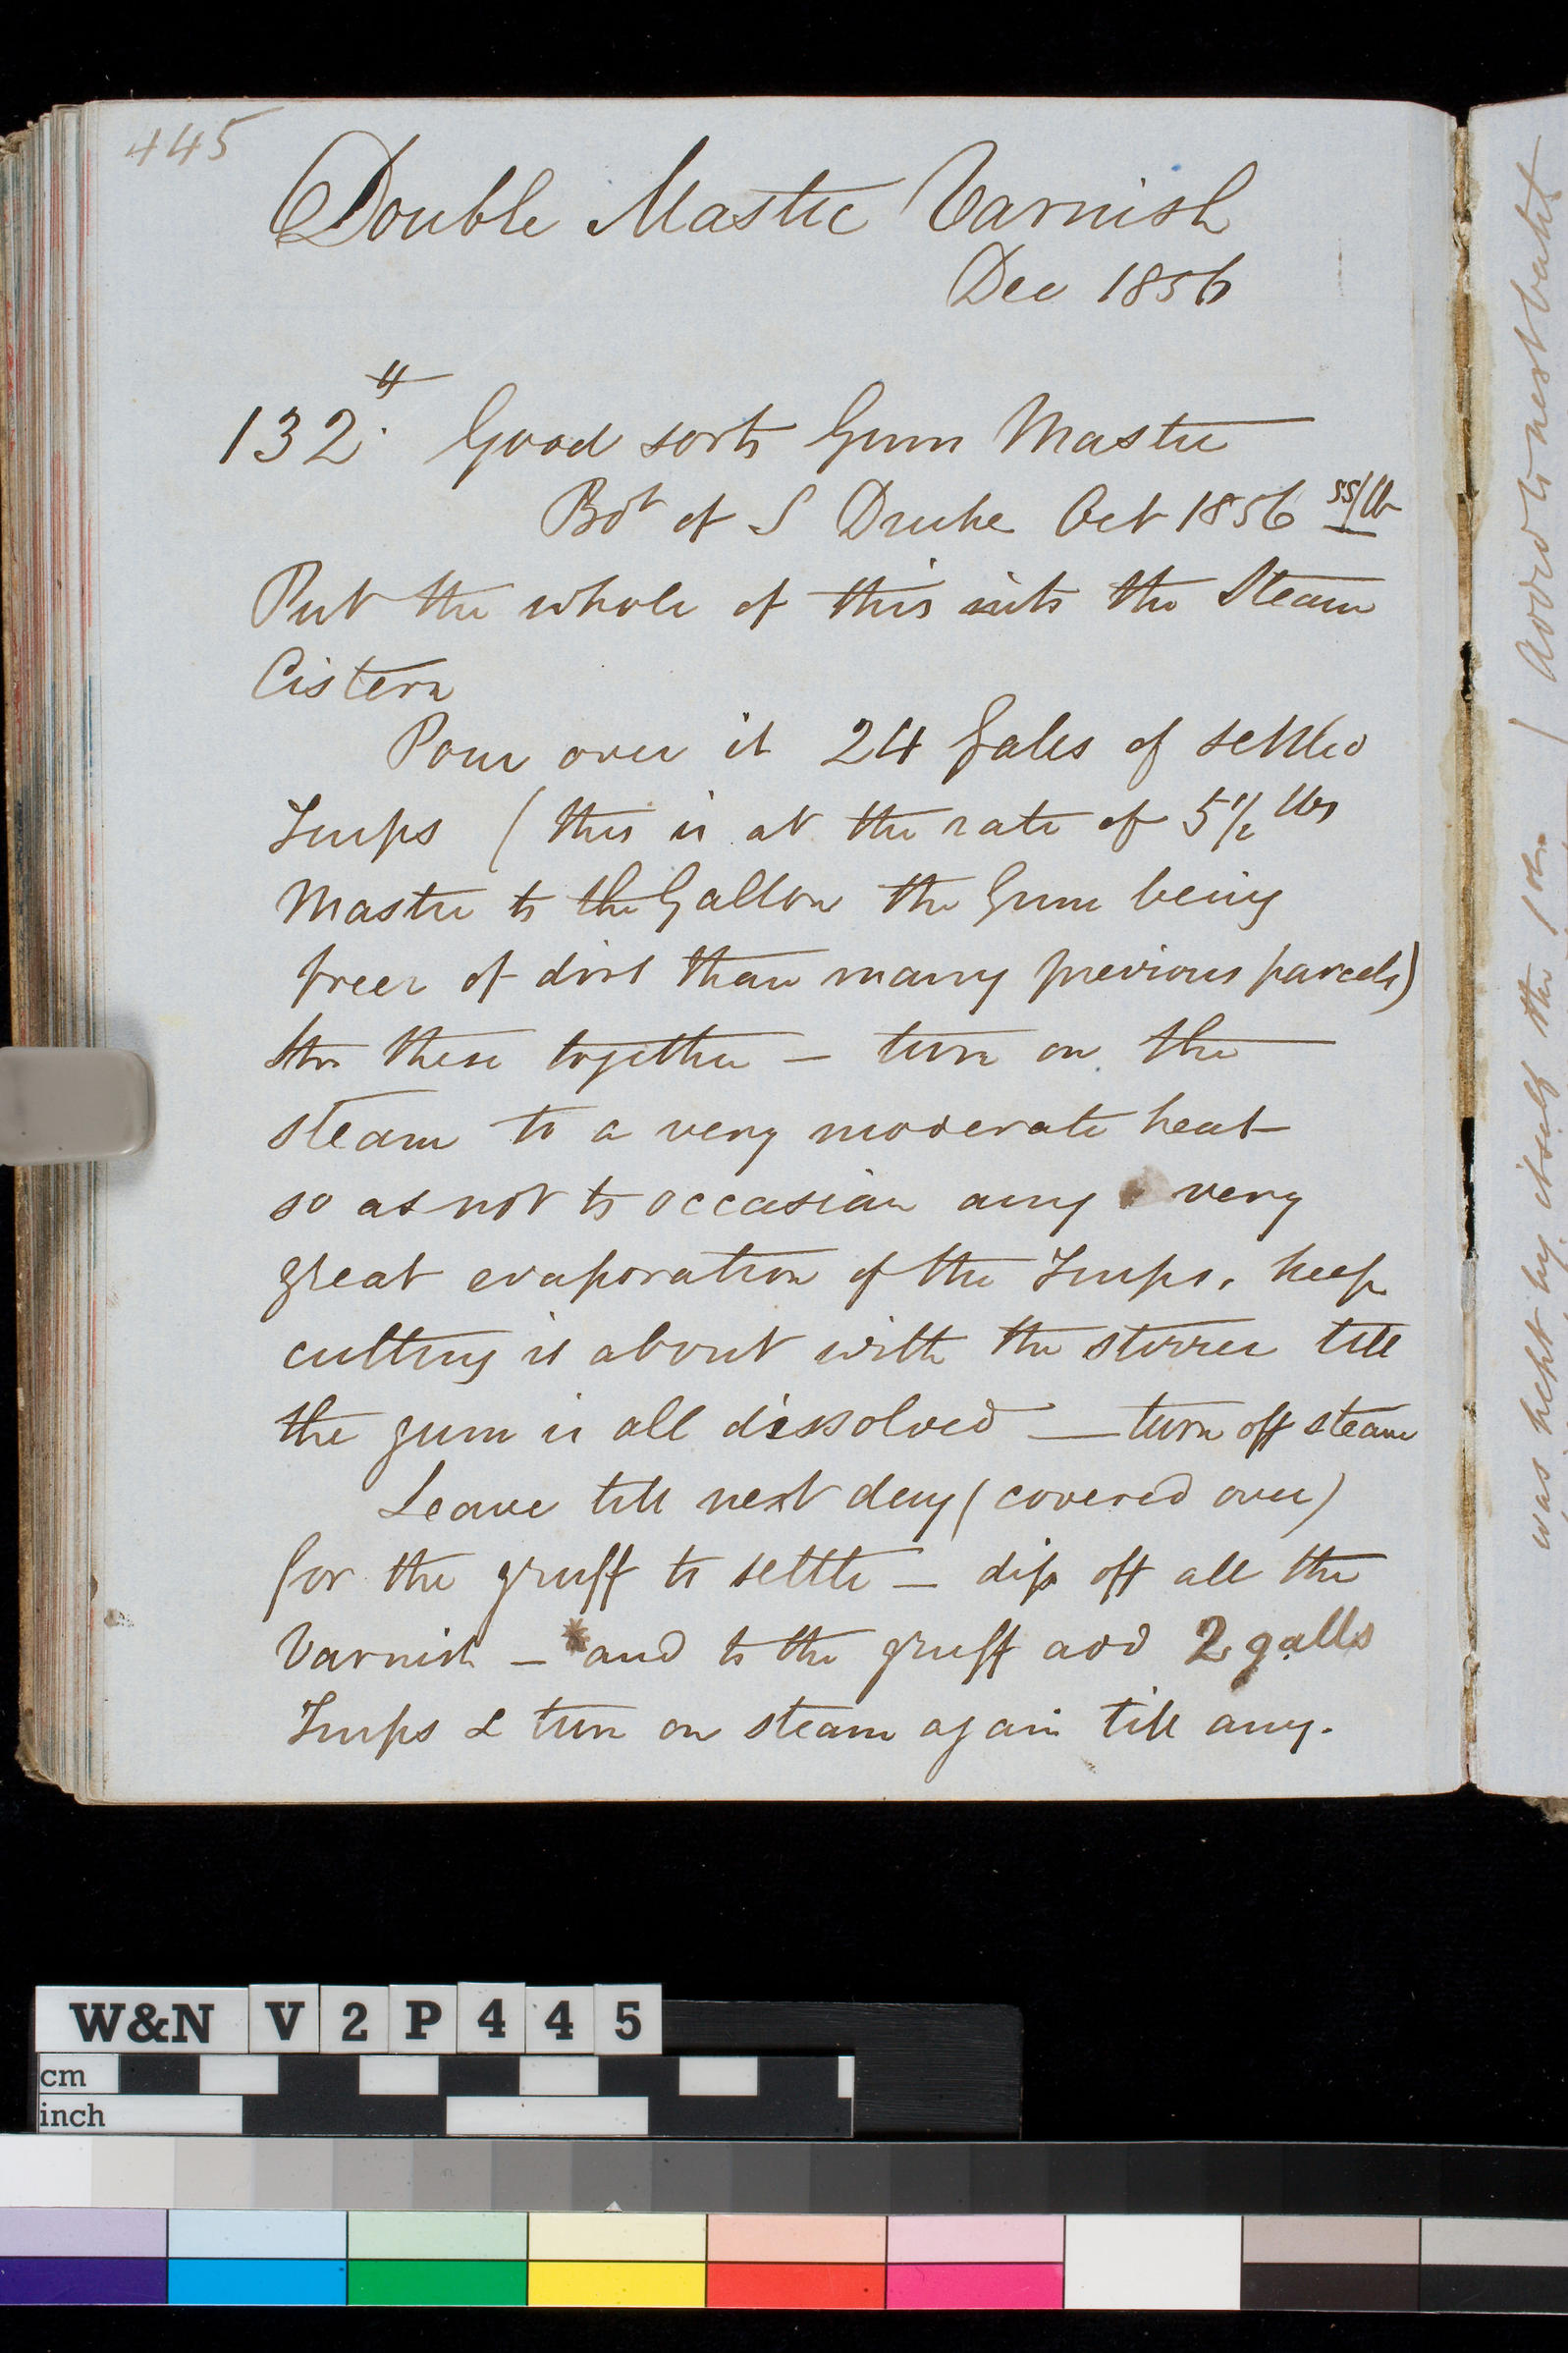 445
Double Mastic Varnish
Dec 1856
132 lb Good sorts Gum Mastic
Bot of S Druke Oct 1856 5s/lb
Put the whole of this into the Steam
Cistern
Pour over it 24 Galls of settled
Turps (this is at the rate of 5 1/2 lbs
Mastic to the Gallon the Gum being
freer of dirt than many previous parcels)
Stir these together — turn on the
steam to a very moderate heat
so as not to occasion any very
great evaporation of the Turps, keep
cutting it about with the stirrer till
the gum is all dissolved — turn off steam
Leave till next day (covered over)
for the gruff to settle — dip off all the
Varnish — * and to the gruff add 2 galls
Turps & turn on steam again till any.
was kept by itself the / Added to next batch
W&N V 2 P 4 4 5
cm
inch